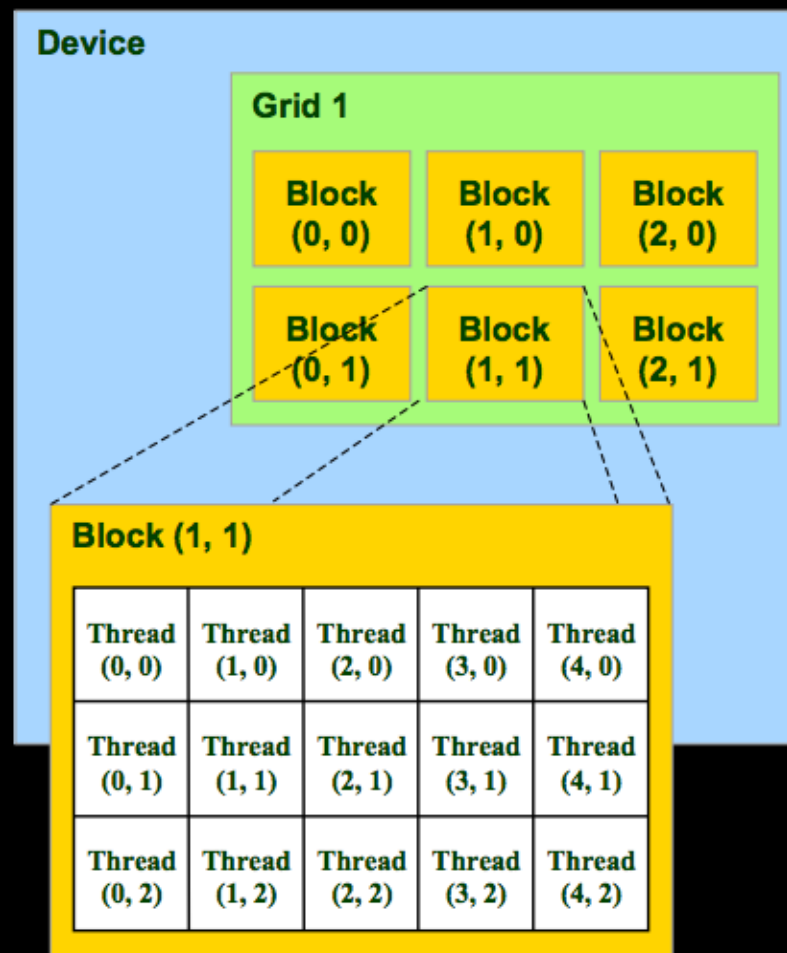 Device
Grid 1
Block Block Block
(0, 0) (1, 0) (2, 0)
Block Block Block
(0, 1) (1, 1) (2, 1)
Block (1, 1)
Thread Thread Thread Thread Thread
(0, 0) (1, 0) (2, 0) (3, 0) (4, 0)
Thread Thread Thread Thread Thread
(0, 1) (1, 1) (2, 1) (3, 1) (4, 1)
Thread Thread Thread Thread Thread
(0, 2) (1, 2) (2, 2) (3, 2) (4, 2)